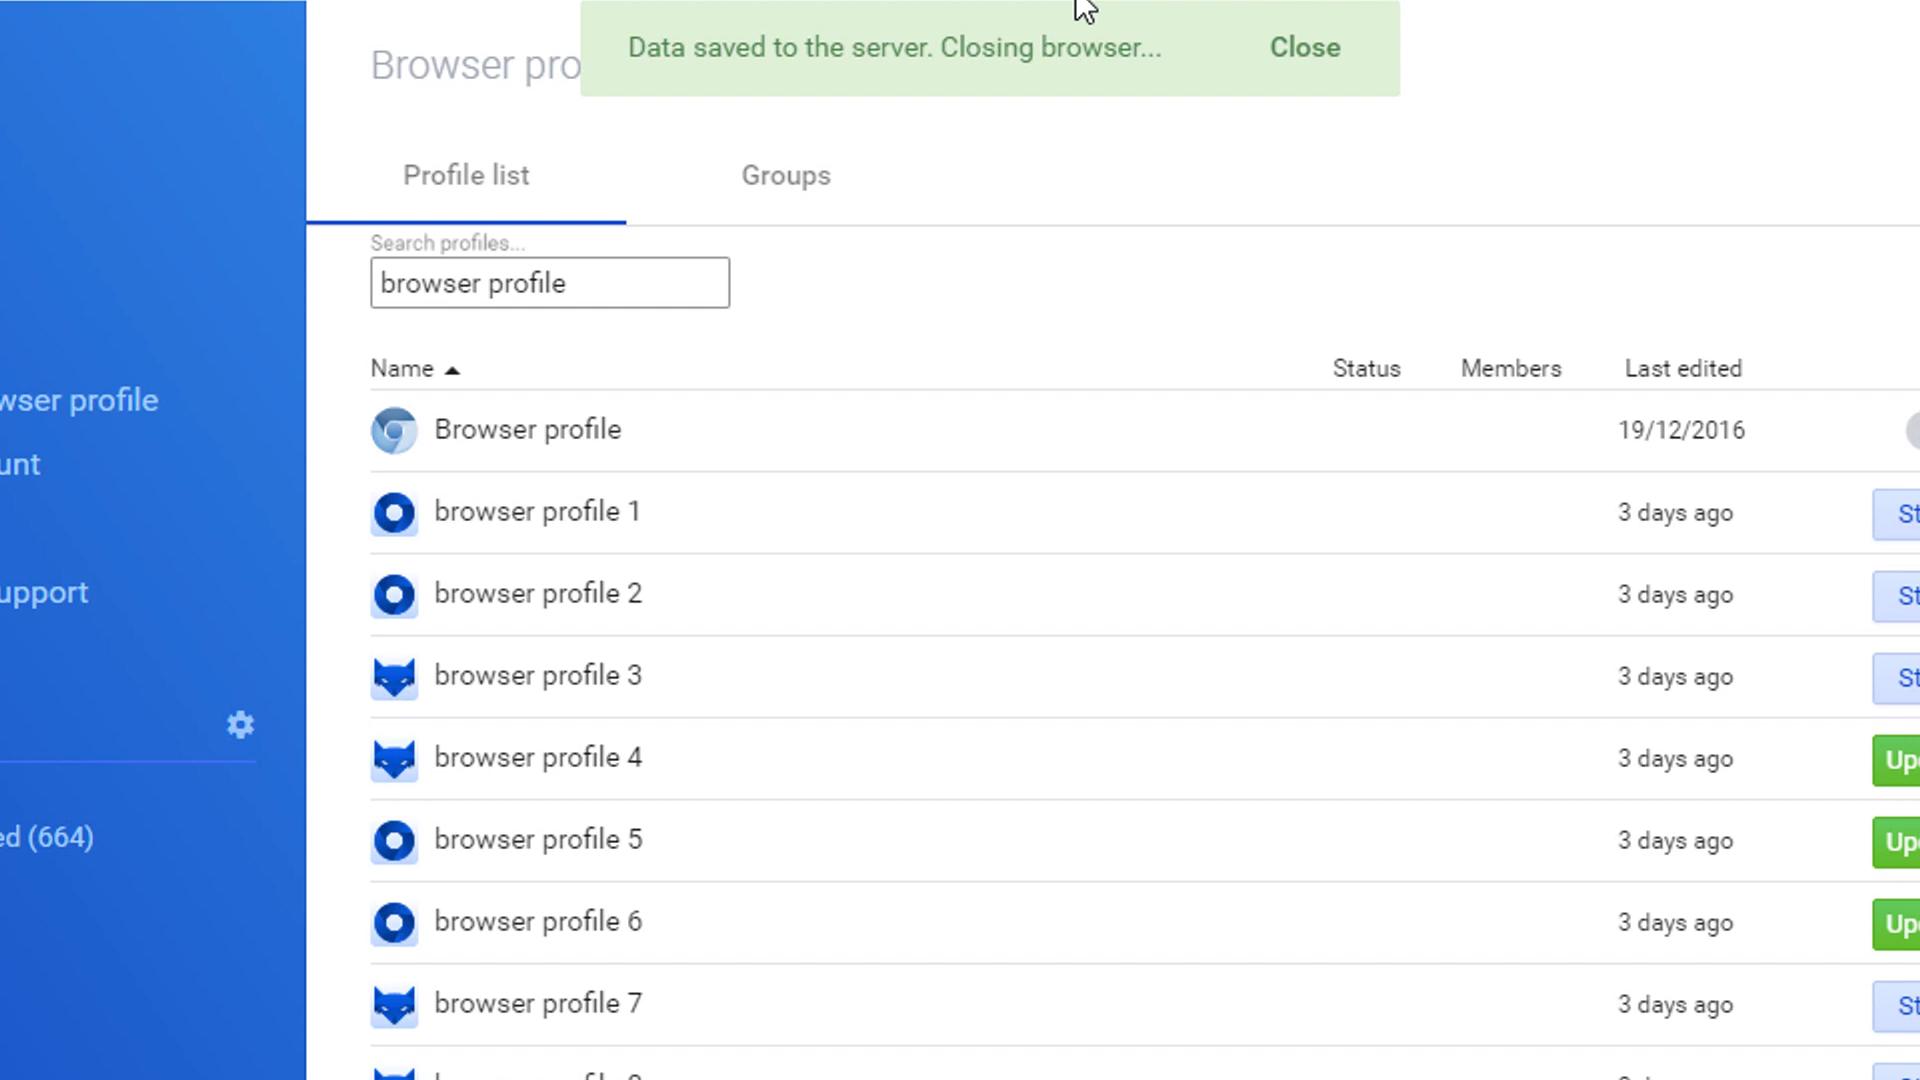 Browser pro
Data saved to the server. Closing browser...
Close
Profile list
Groups
Search profiles...
browser profile
Name
Status
Members
Last edited
wser profile
unt
upport
ed (664)
Browser profile
19/12/2016
browser profile 1
3 days ago
St
browser profile 2
3 days ago
St
browser profile 3
3 days ago
St
browser profile 4
3 days ago
Up
browser profile 5
3 days ago
Up
browser profile 6
3 days ago
Up
browser profile 7
3 days ago
St